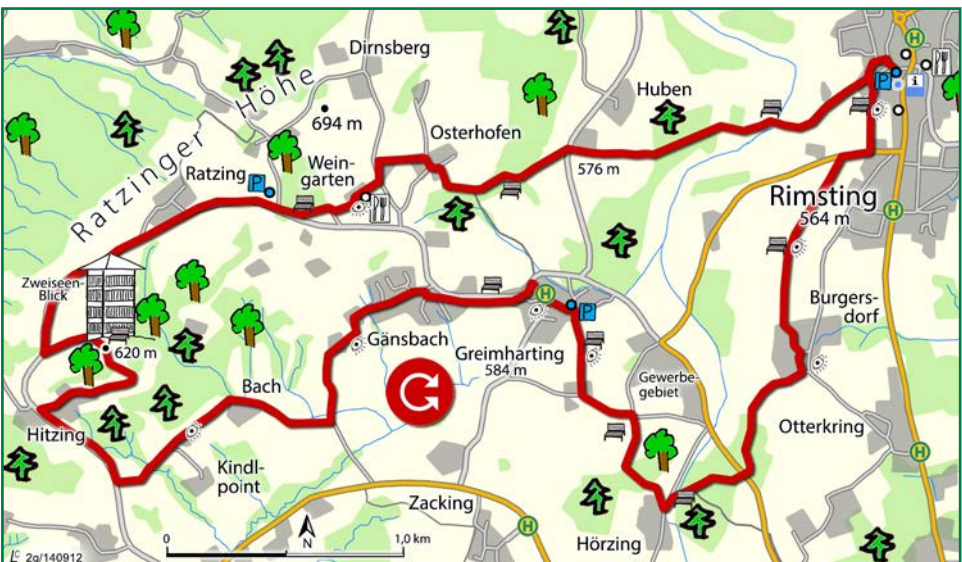 Dirnsberg
Ratzinger Höhe
694 m
Huben
Osterhofen
Ratzing
Wein-
garten
576 m
Rimsting
564 m
Zweiseen-
Blick
620 m
Gänsbach
Greimharting
584 m
Burgers-
dorf
Gewerbe-
gebiet
Bach
Hitzing
Kindl-
point
Otterkring
Zacking
Hörzing
0
1,0 km
N
2g/140912
P
P
P
i
H
H
H
H
H